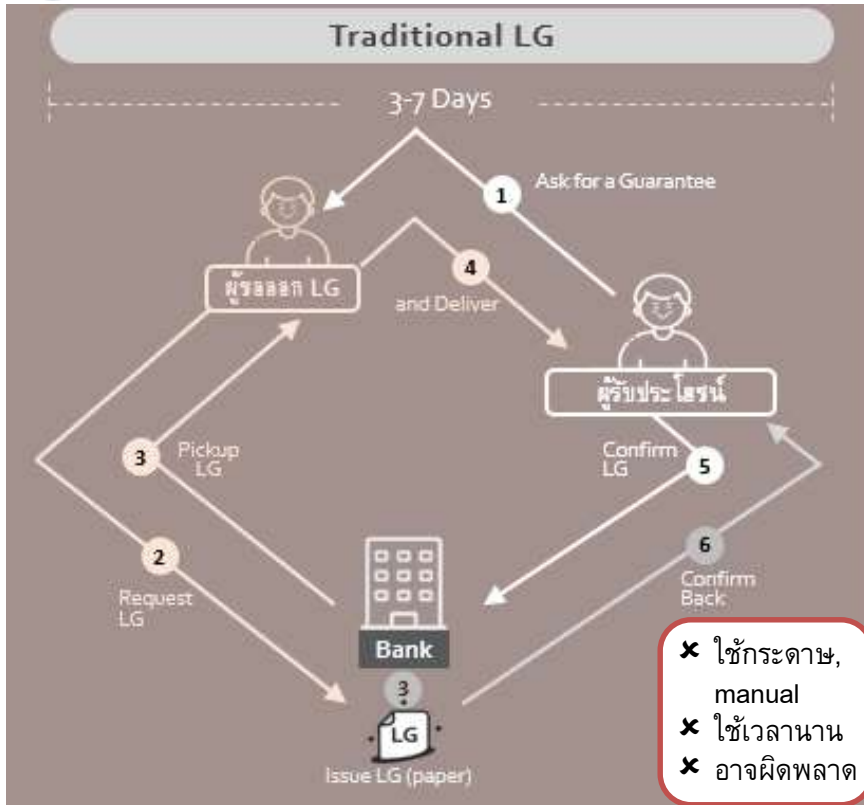 Traditional LG
3-7 Days
1
Ask for a Guarantee
4
and Deliver
ผู้ขอออก LG
ผู้รับประโยชน์
3
Pickup
LG
Confirm
LG
5
2
Request
LG
6
Confirm
Back
Bank
3
LG
Issue LG (paper)
✘ ใช้กระดาษ,
manual
✘ ใช้เวลานาน
✘ อาจผิดพลาด